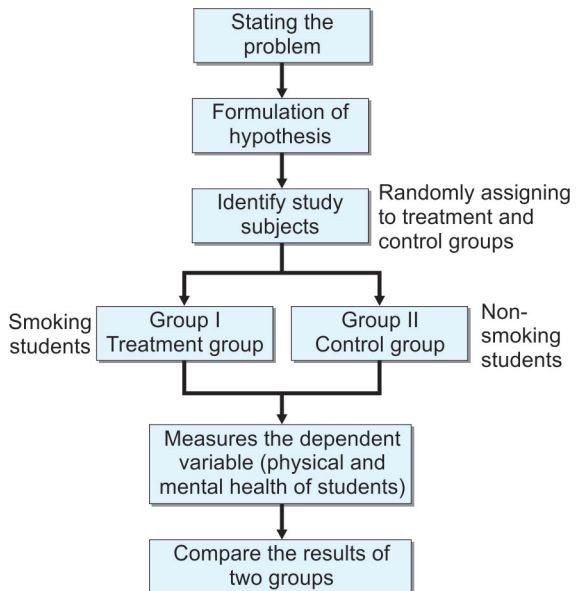 Stating the
problem
Formulation of
hypothesis
Identify study
subjects
Randomly assigning
to treatment and
control groups
Smoking
students
Group I
Treatment group
Group II
Control group
Non-
smoking
students
Measures the dependent
variable (physical and
mental health of students)
Compare the results of
two groups